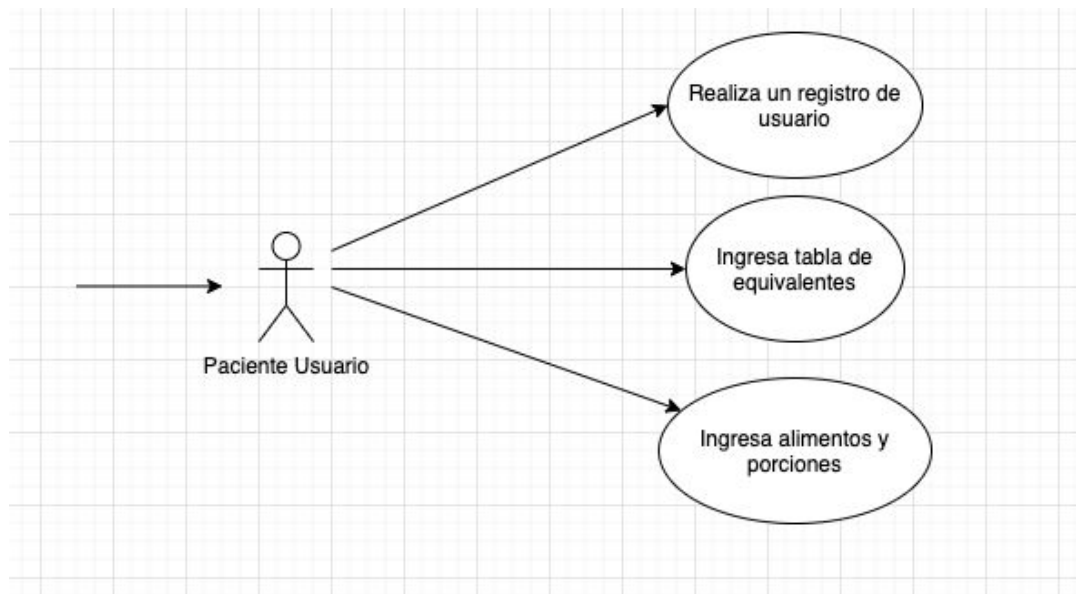 Realiza un registro de
usuario
Ingresa tabla de
equivalentes
Paciente Usuario
Ingresa alimentos y
porciones